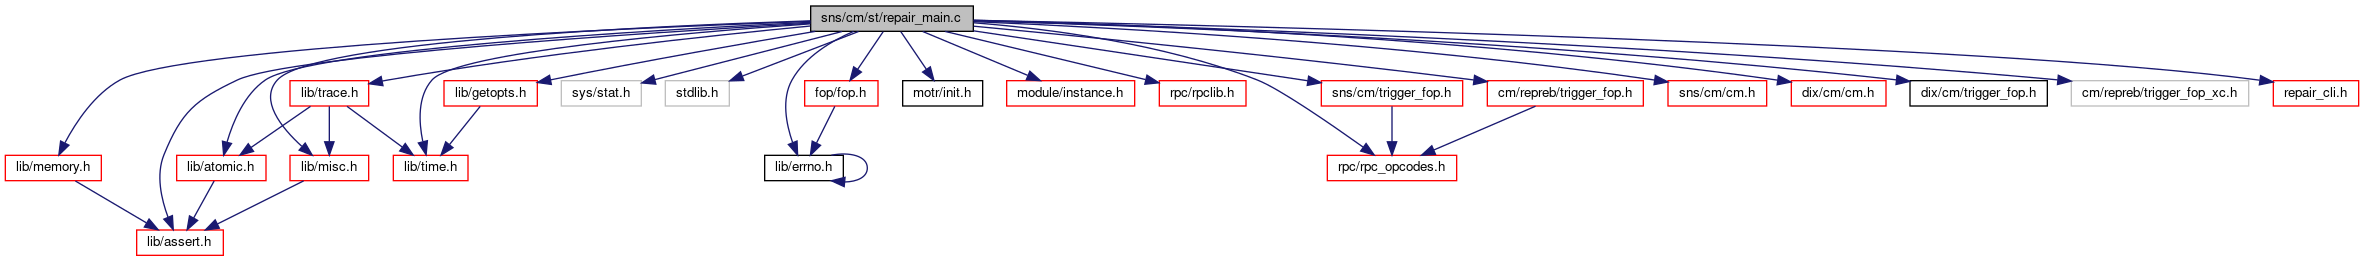 sns/cm/st/repair_main.c
lib/trace.h
lib/getopts.h
sys/stat.h
stdlib.h
fop/fop.h
motr/init.h
module/instance.h
rpc/rpclib.h
sns/cm/trigger_fop.h
cm/repreb/trigger_fop.h
sns/cm/cm.h
dix/cm/cm.h
dix/cm/trigger_fop.h
cm/repreb/trigger_fop_xc.h
repair_cli.h
lib/memory.h
lib/atomic.h
lib/misc.h
lib/time.h
lib/errno.h
rpc/rpc_opcodes.h
lib/assert.h